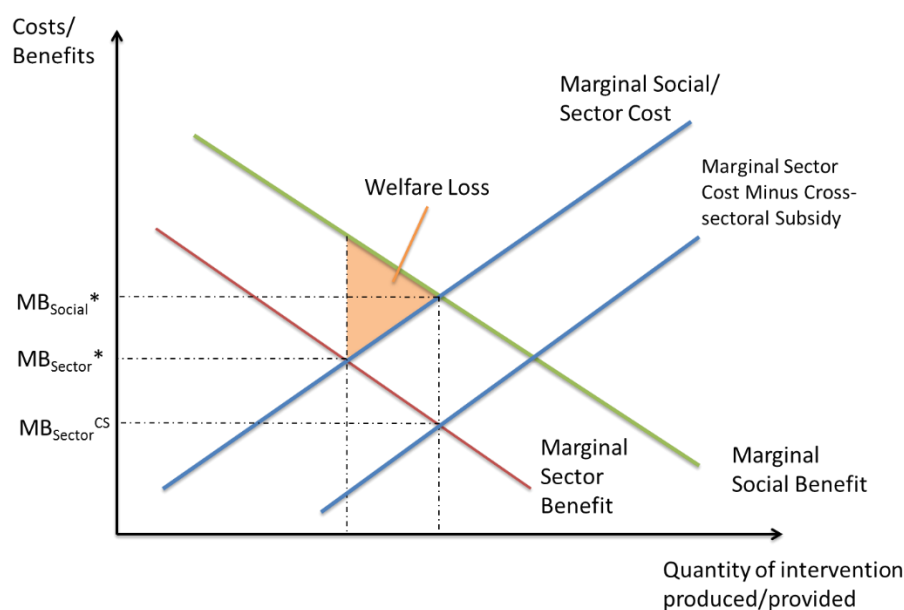 Costs/
Benefits
Marginal Social/
Sector Cost
Marginal Sector
Cost Minus Cross-
sectoral Subsidy
Welfare Loss
MBSocial*
MBSector*
MBSectorCS
Marginal
Sector
Benefit
Marginal
Social Benefit
Quantity of intervention
produced/provided